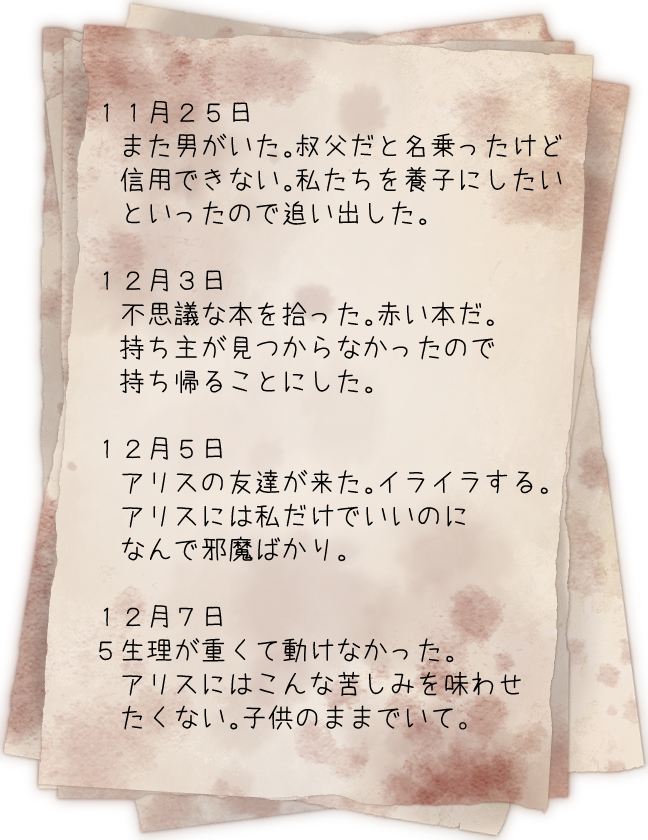 １１月２５日
また男がいた。叔父だと名乗ったけど
信用できない。私たちを養子にしたい
といったので追い出した。
１２月３日
不思議な本を拾った。赤い本だ。
持ち主が見つからなかったので
持ち帰ることにした。
１２月５日
アリスの友達が来た。イライラする。
アリスには私だけでいいのに
なんで邪魔ばかり。
１２月７日
５生理が重くて動けなかった。
アリスにはこんな苦しみを味わせ
たくない。子供のままでいて。